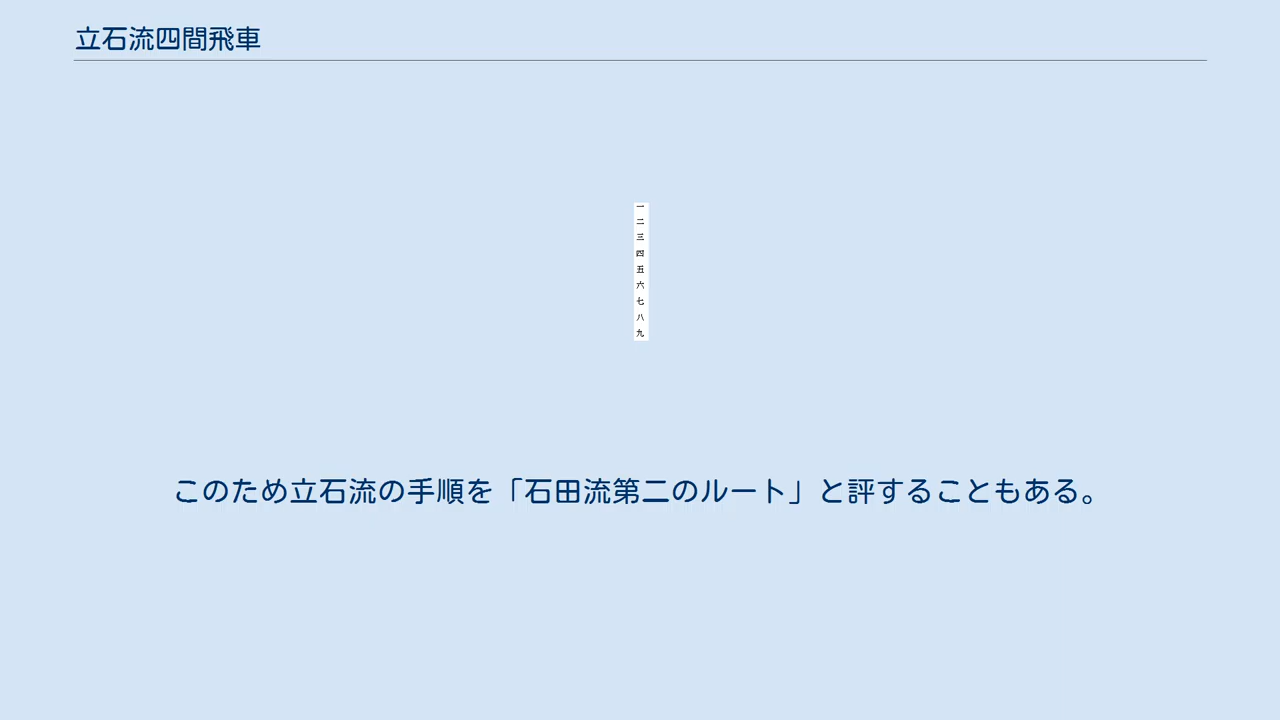 立石流四間飛車
一
二
三
四
五
六
七
八
九
このため立石流の手順を「石田流第二のルート」と評することもある。